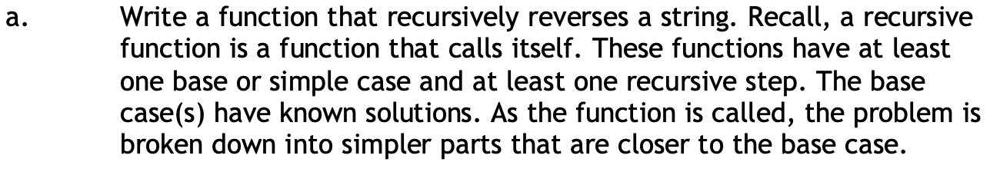 a. Write a function that recursively reverses a string. Recall, a recursive
function is a function that calls itself. These functions have at least
one base or simple case and at least one recursive step. The base
case(s) have known solutions. As the function is called, the problem is
broken down into simpler parts that are closer to the base case.